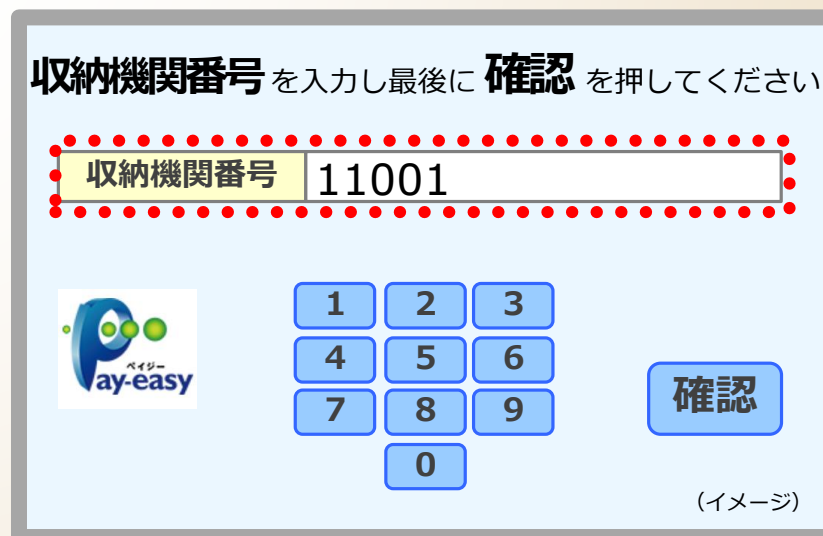 収納機関番号を入力し最後に 確認 を押してください
収納機関番号 11001
1 2 3
ペイジー
Pay-easy
4 5 6
確認
7 8 9
0
（イメージ）